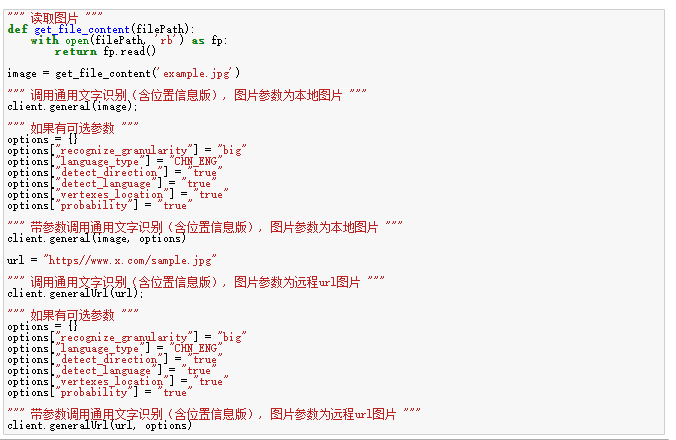 """ 读取图片 """
def get_file_content(filePath):
    with open(filePath, 'rb') as fp:
        return fp.read()
image = get_file_content('example.jpg')
""" 调用通用文字识别（含位置信息版）, 图片参数为本地图片 """
client.general(image);
""" 如果有可选参数 """
options = {}
options["recognize_granularity"] = "big"
options["language_type"] = "CHN_ENG"
options["detect_direction"] = "true"
options["detect_language"] = "true"
options["vertexes_location"] = "true"
options["probability"] = "true"
""" 带参数调用通用文字识别（含位置信息版）, 图片参数为本地图片 """
client.general(image, options)
url = "https//www.x.com/sample.jpg"
""" 调用通用文字识别（含位置信息版）, 图片参数为远程url图片 """
client.generalUrl(url);
""" 如果有可选参数 """
options = {}
options["recognize_granularity"] = "big"
options["language_type"] = "CHN_ENG"
options["detect_direction"] = "true"
options["detect_language"] = "true"
options["vertexes_location"] = "true"
options["probability"] = "true"
""" 带参数调用通用文字识别（含位置信息版）, 图片参数为远程url图片 """
client.generalUrl(url, options)